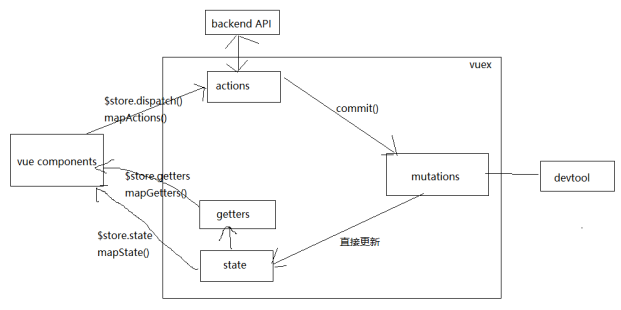 backend API
vuex
actions
$store.dispatch()
mapActions()
commit()
vue components
$store.getters
mapGetters()
mutations
devtool
getters
$store.state
mapState()
直接更新
state